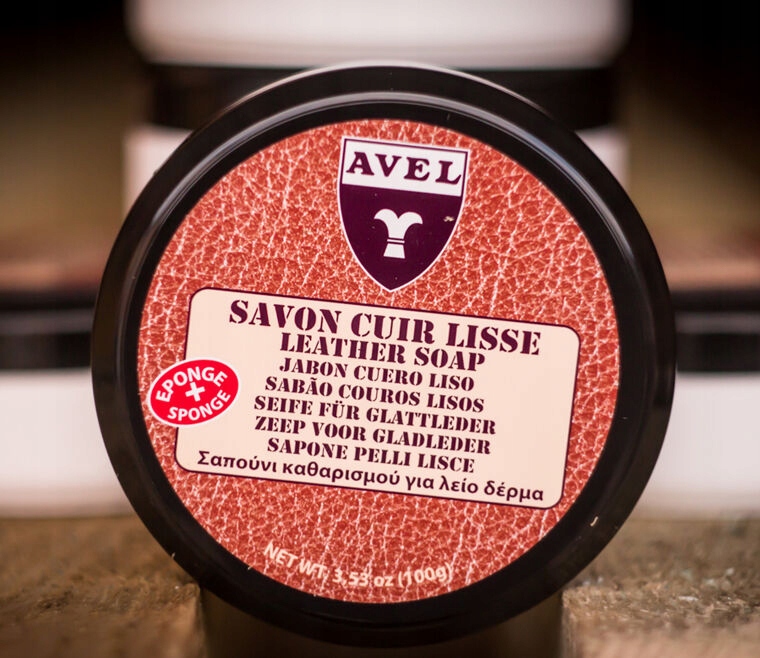 AVEL
SAVON CUIR LISSE
LEATHER SOAP
JABON CUERO LISO
SABÃO COUROS LISOS
SEIFE FÜR GLATTLEDER
ZEEP VOOR GLADLEDER
SAPONE PELLI LISCE
Σαπούνι καθαρισμού για λείο δέρμα
EPONGE
+
SPONGE
NET WT. 3,53 oz (100g)